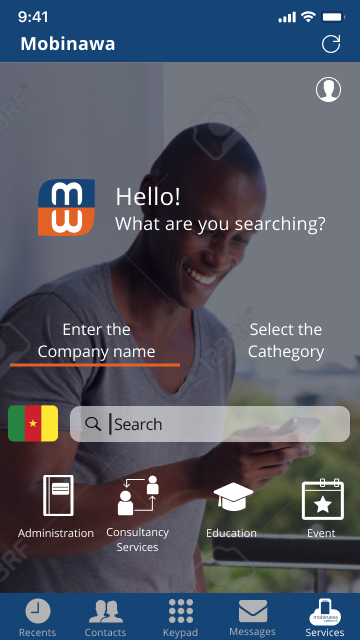 9:41
Mobinawa
Hello!
What are you searching?
Enter the
Company name
Select the
Cathegory
Search
Administration
Consultancy
Services
Education
Event
mobinawa
Recents
Contacts
Keypad
Messages
Services